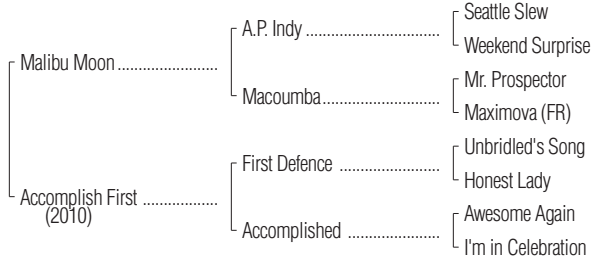 Seattle Slew
A.P. Indy ........................
Weekend Surprise
Malibu Moon ......................
Mr. Prospector
Macoumba ........................
Maximova (FR)
Unbridled's Song
First Defence ......................
Honest Lady
Accomplish First .................
(2010)
Awesome Again
Accomplished ....................
I'm in Celebration